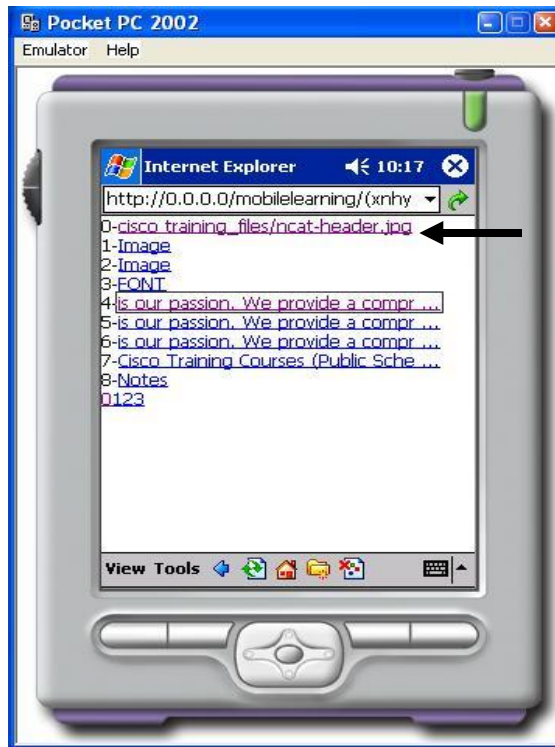 Pocket PC 2002
Emulator Help
Internet Explorer 10:17
http://0.0.0.0/mobilelearning/(xnhy
0-cisco training_files/ncat-header.jpg
1-Image
2-Image
3-FONT
4-is our passion. We provide a compr ...
5-is our passion. We provide a compr ...
6-is our passion. We provide a compr ...
7-Cisco Training Courses (Public Sche ...
8-Notes
0123
View Tools